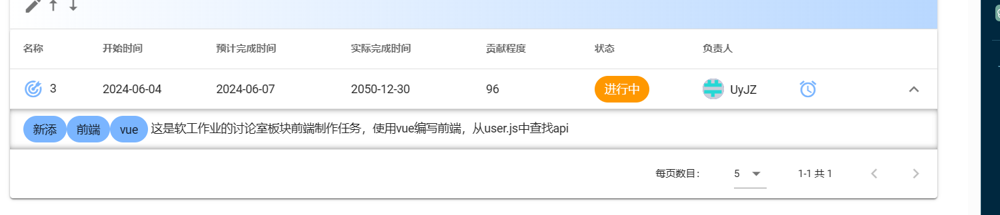 名称 开始时间 预计完成时间 实际完成时间 贡献程度 状态 负责人
3 2024-06-04 2024-06-07 2050-12-30 96 进行中 UyJZ
新添 前端 vue 这是软工作业的讨论室板块前端制作任务，使用vue编写前端，从user.js中查找api
每页数目： 5 1-1 共 1